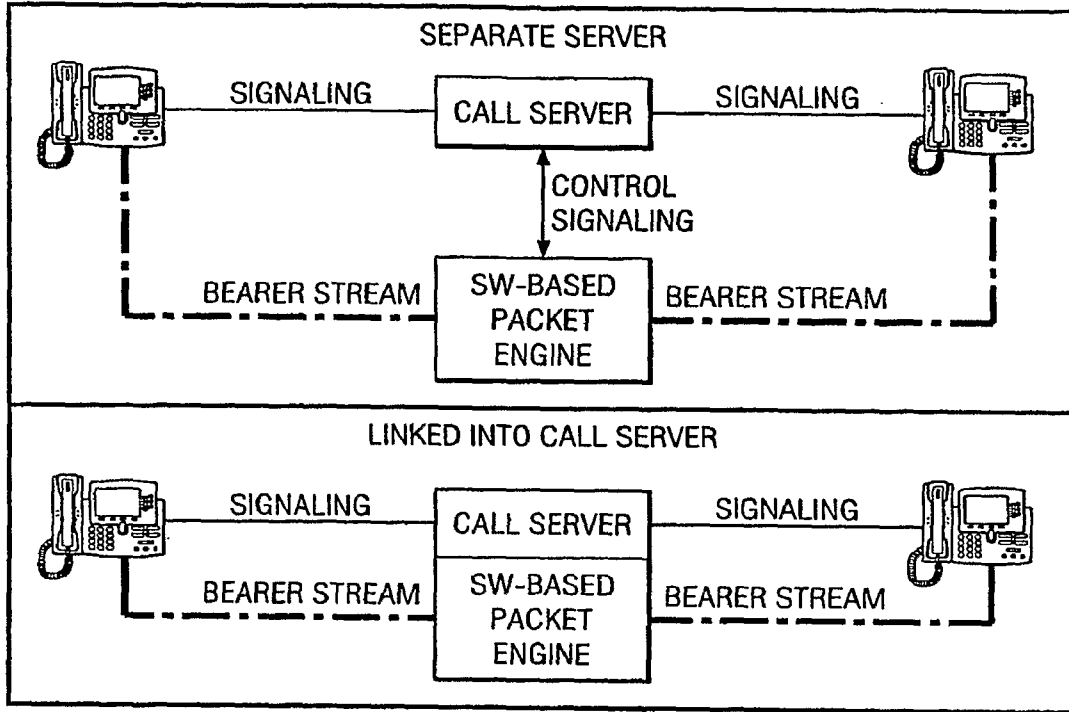 SEPARATE SERVER
SIGNALING
CALL SERVER
SIGNALING
CONTROL
SIGNALING
BEARER STREAM
SW-BASED
PACKET
ENGINE
BEARER STREAM
LINKED INTO CALL SERVER
SIGNALING
CALL SERVER
SIGNALING
BEARER STREAM
SW-BASED
PACKET
ENGINE
BEARER STREAM